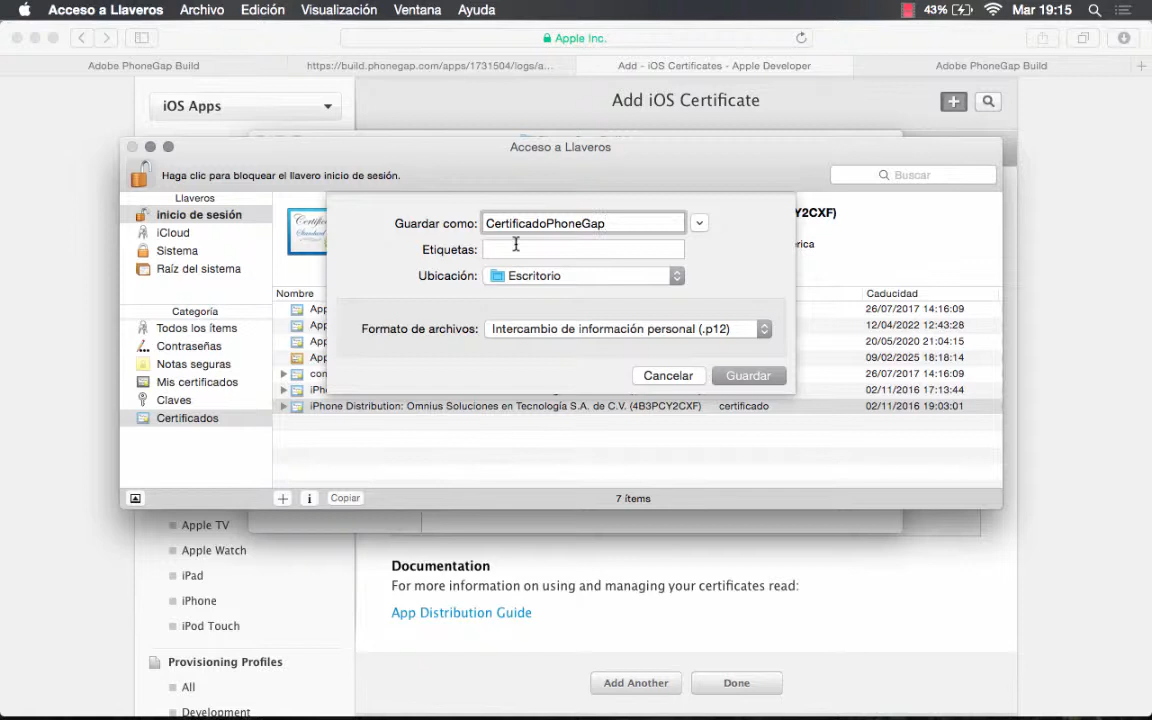 Acceso a Llaveros Archivo Edición Visualización Ventana Ayuda 43% Mar 19:15
Apple Inc.
Adobe PhoneGap Build https://build.phonegap.com/apps/1731504/logs/a... Add - iOS Certificates - Apple Developer Adobe PhoneGap Build
iOS Apps
Add iOS Certificate
Acceso a Llaveros
Haga clic para bloquear el llavero inicio de sesión.
Buscar
Llaveros
inicio de sesión
iCloud
Sistema
Raíz del sistema
Y2CXF)
Guardar como: CertificadoPhoneGap
Etiquetas:
Ubicación: Escritorio
Formato de archivos: Intercambio de información personal (.p12)
Cancelar Guardar
Nombre Caducidad
26/07/2017 14:16:09
12/04/2022 12:43:28
20/05/2020 21:04:15
09/02/2025 18:18:14
26/07/2017 14:16:09
02/11/2016 17:13:44
iPhone Distribution: Omnius Soluciones en Tecnología S.A. de C.V. (4B3PCY2CXF) certificado 02/11/2016 19:03:01
Categoría
Todos los ítems
Contraseñas
Notas seguras
Mis certificados
Claves
Certificados
Copiar
7 ítems
Apple TV
Apple Watch
iPad
iPhone
iPod Touch
Provisioning Profiles
All
Development
Documentation
For more information on using and managing your certificates read:
App Distribution Guide
Add Another Done